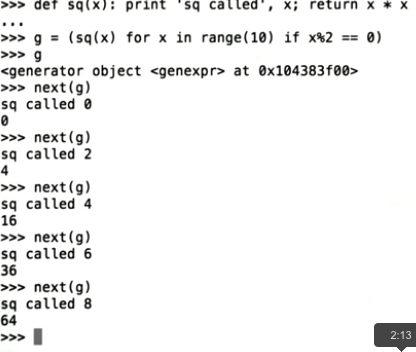 >>> def sq(x): print 'sq called', x; return x * x
...
>>> g = (sq(x) for x in range(10) if x%2 == 0)
>>> g
<generator object <genexpr> at 0x104383f00>
>>> next(g)
sq called 0
0
>>> next(g)
sq called 2
4
>>> next(g)
sq called 4
16
>>> next(g)
sq called 6
36
>>> next(g)
sq called 8
64
>>>
2:13